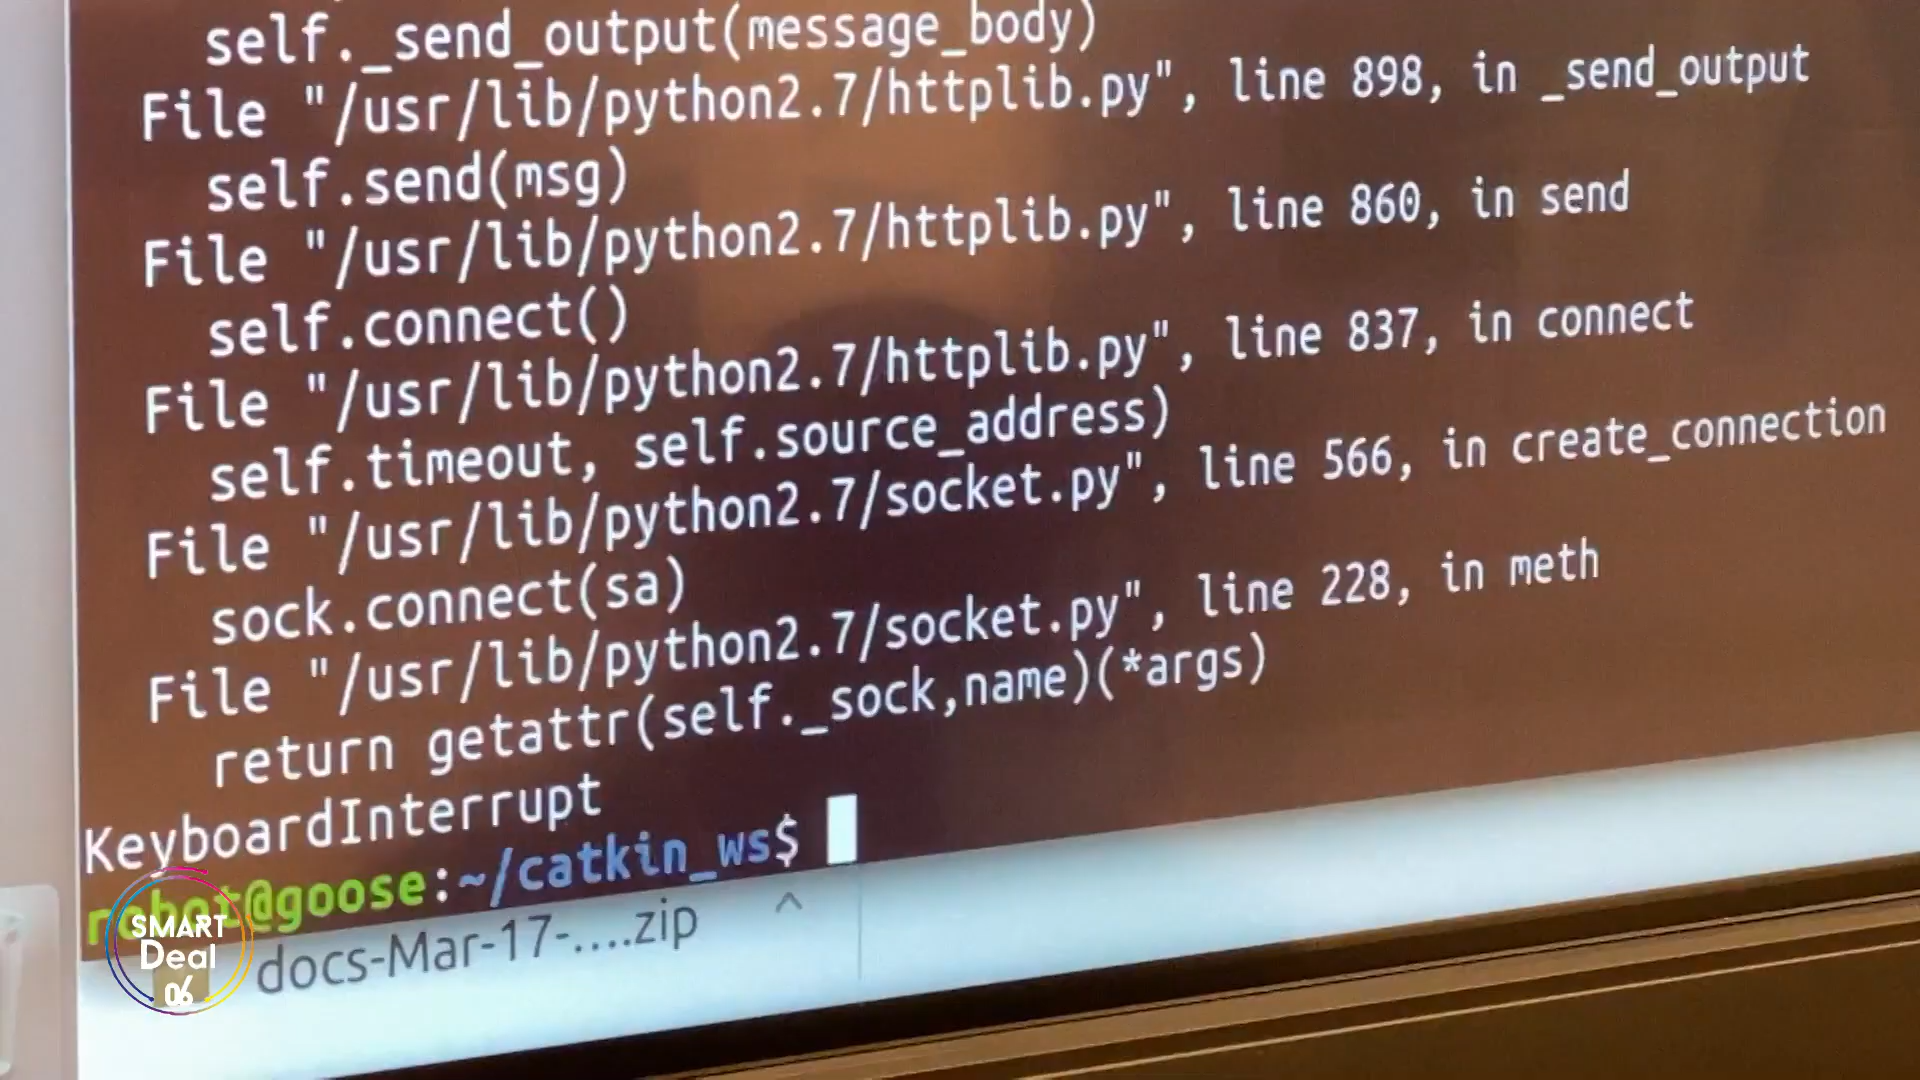 self._send_output(message_body)
File "/usr/lib/python2.7/httplib.py", line 898, in _send_output
self.send(msg)
File "/usr/lib/python2.7/httplib.py", line 860, in send
self.connect()
File "/usr/lib/python2.7/httplib.py", line 837, in connect
self.timeout, self.source_address)
File "/usr/lib/python2.7/socket.py", line 566, in create_connection
sock.connect(sa)
File "/usr/lib/python2.7/socket.py", line 228, in meth
return getattr(self._sock,name)(*args)
KeyboardInterrupt
robot@goose:~/catkin_ws$
docs-Mar-17-....zip
SMART
Deal
06